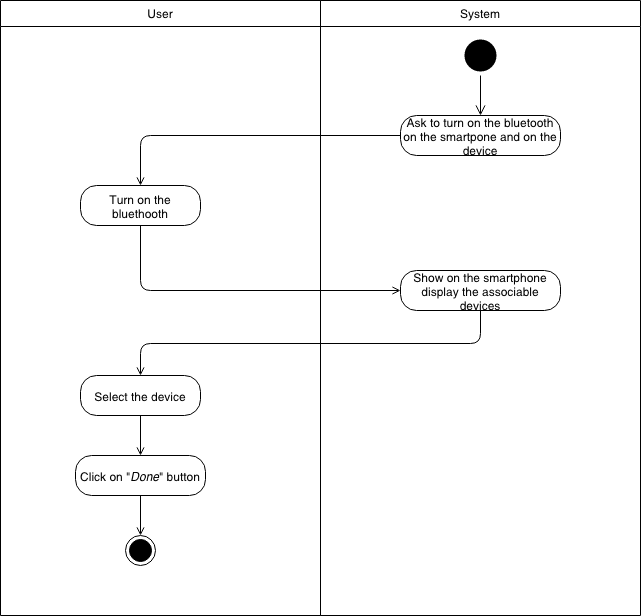 User
System
Ask to turn on the bluetooth
on the smartpone and on the
device
Turn on the
bluethooth
Show on the smartphone
display the associable
devices
Select the device
Click on "Done" button